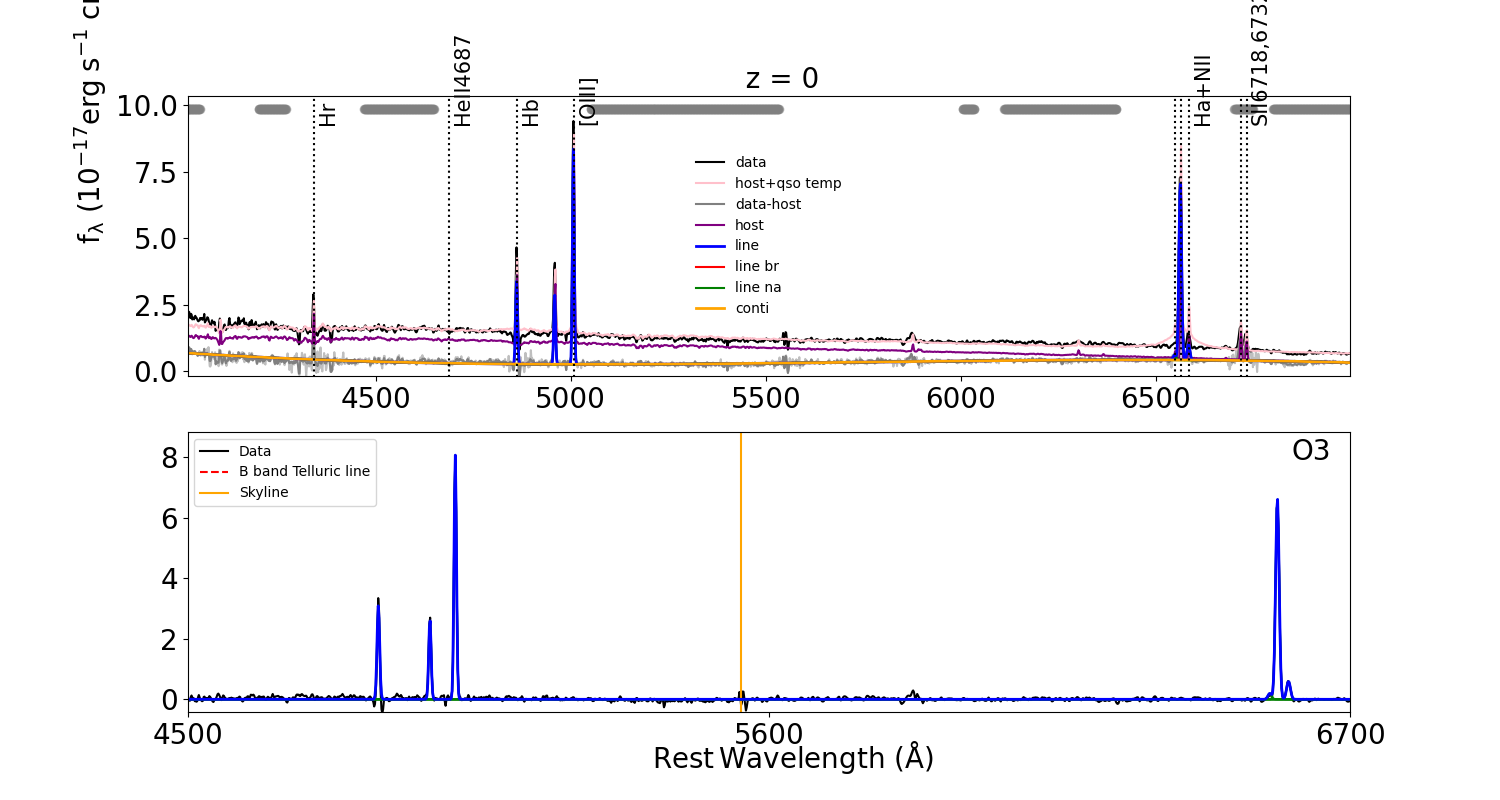 z = 0
f_λ (10^{-17}erg s^{-1}
Hr
HeII4687
Hb
[OIII]
Ha+NII
SII6718,6732
10.0
7.5
5.0
2.5
0.0
data
host+qso temp
data-host
host
line
line br
line na
conti
4500 5000 5500 6000 6500
O3
Data
B band Telluric line
Skyline
8
6
4
2
0
4500 5600 6700
Rest Wavelength (Å)